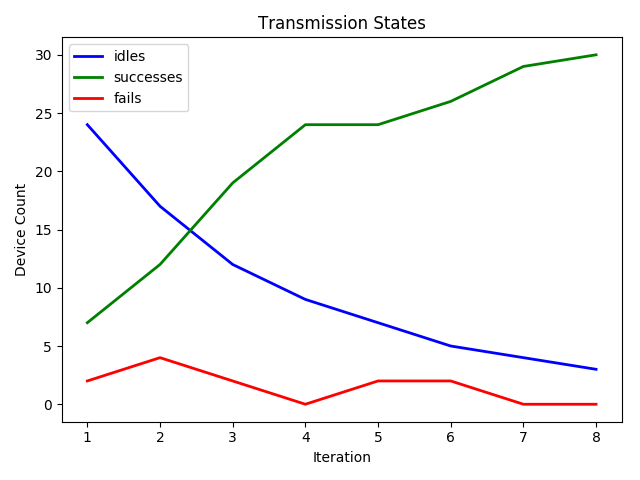 Transmission States
idles
successes
fails
Device Count
30
25
20
15
10
5
0
1 2 3 4 5 6 7 8
Iteration